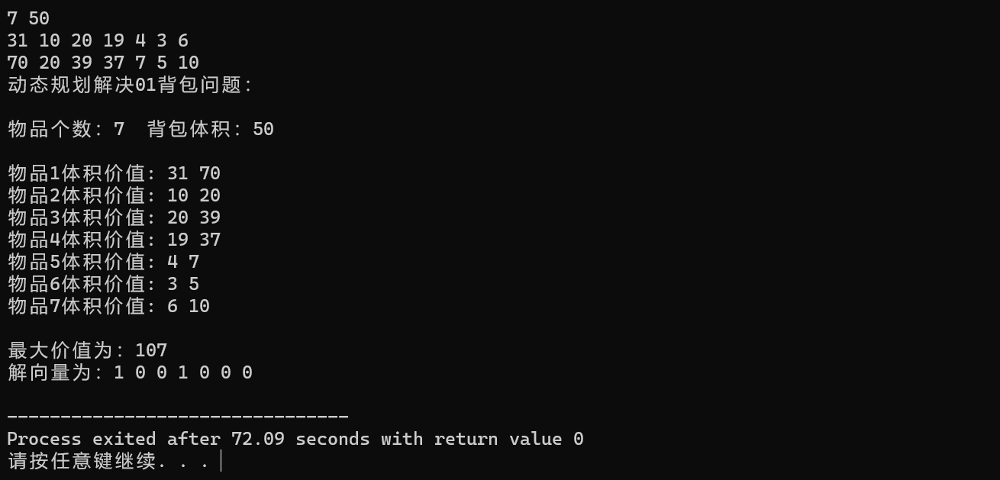 7 50
31 10 20 19 4 3 6
70 20 39 37 7 5 10
动态规划解决01背包问题:
物品个数: 7  背包体积: 50
物品1体积价值: 31 70
物品2体积价值: 10 20
物品3体积价值: 20 39
物品4体积价值: 19 37
物品5体积价值: 4 7
物品6体积价值: 3 5
物品7体积价值: 6 10
最大价值为: 107
解向量为: 1 0 0 1 0 0 0
--------------------------------
Process exited after 72.09 seconds with return value 0
请按任意键继续. . .